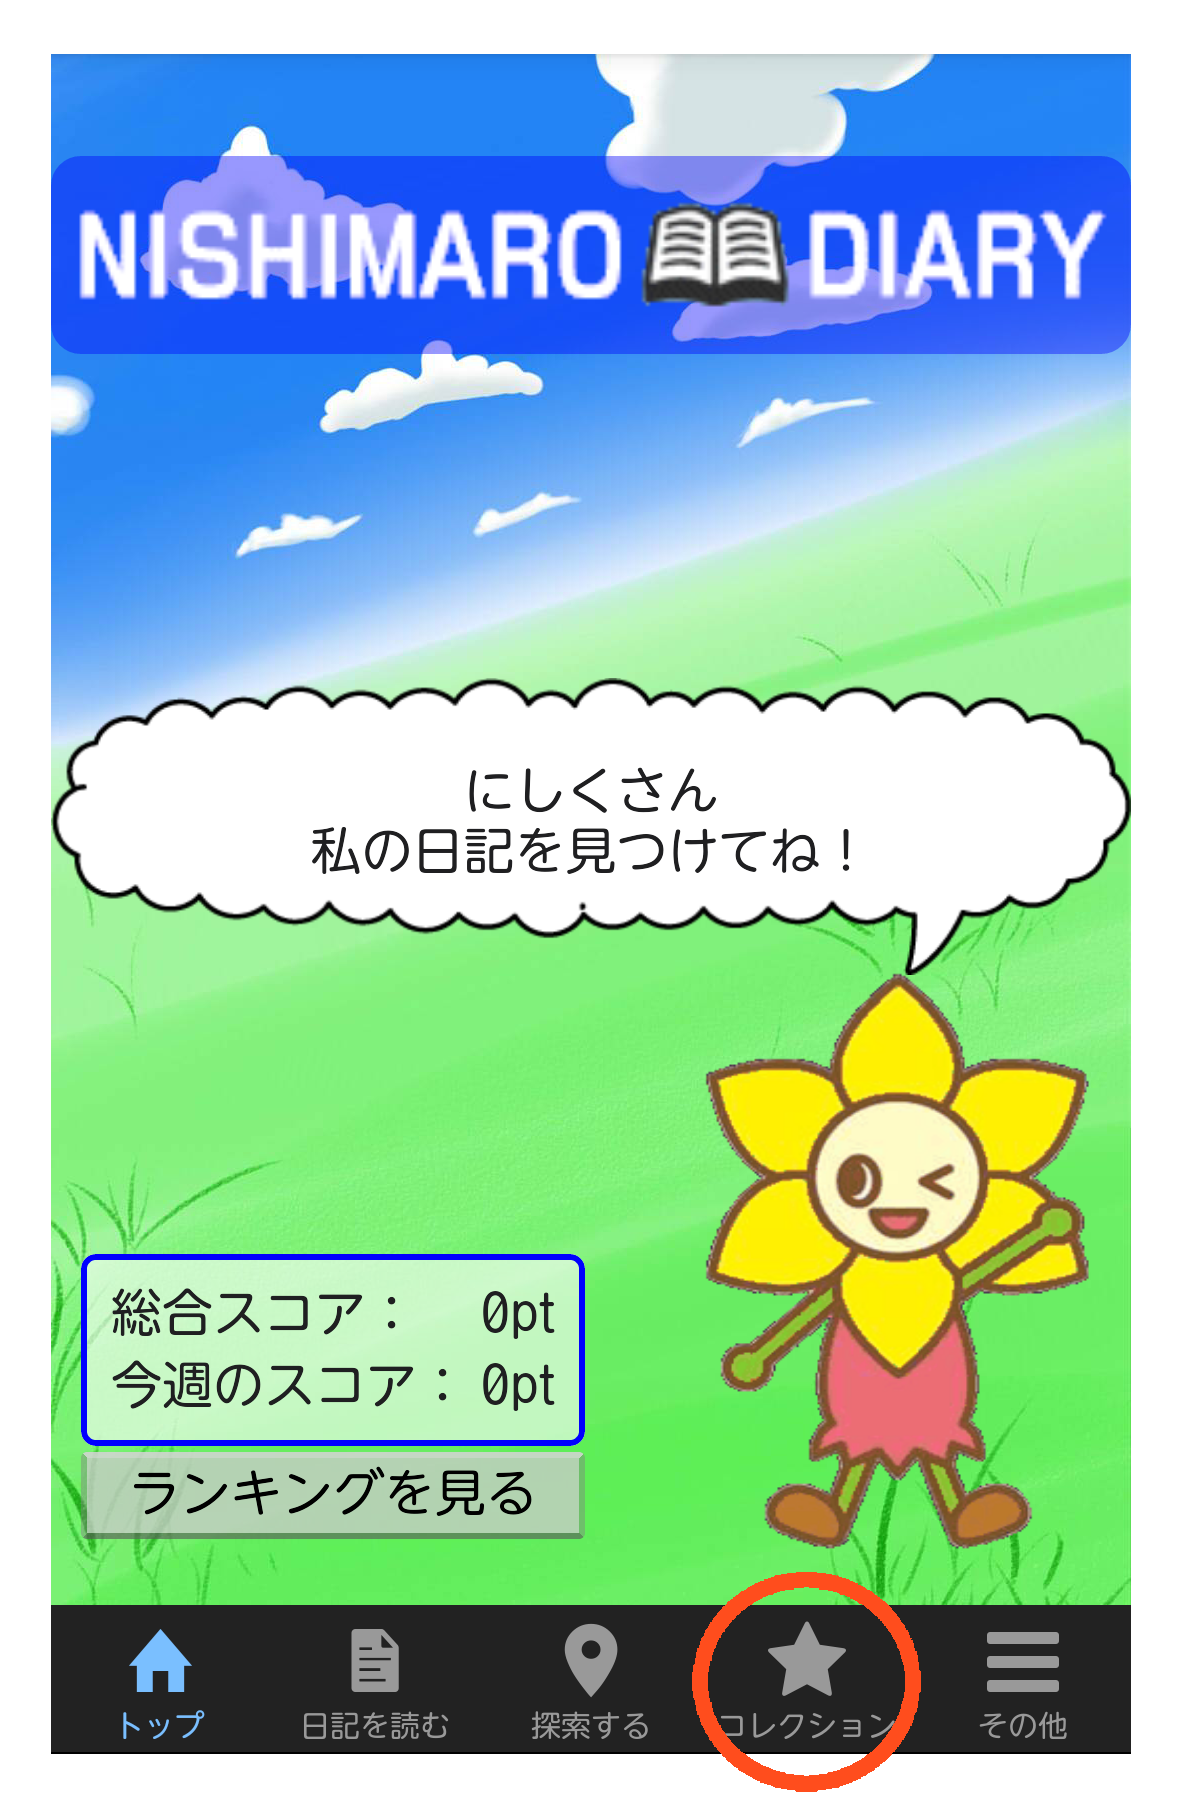 NISHIMARO DIARY
にしくさん
私の日記を見つけてね！
総合スコア： 0pt
今週のスコア： 0pt
ランキングを見る
トップ 日記を読む 探索する コレクション その他